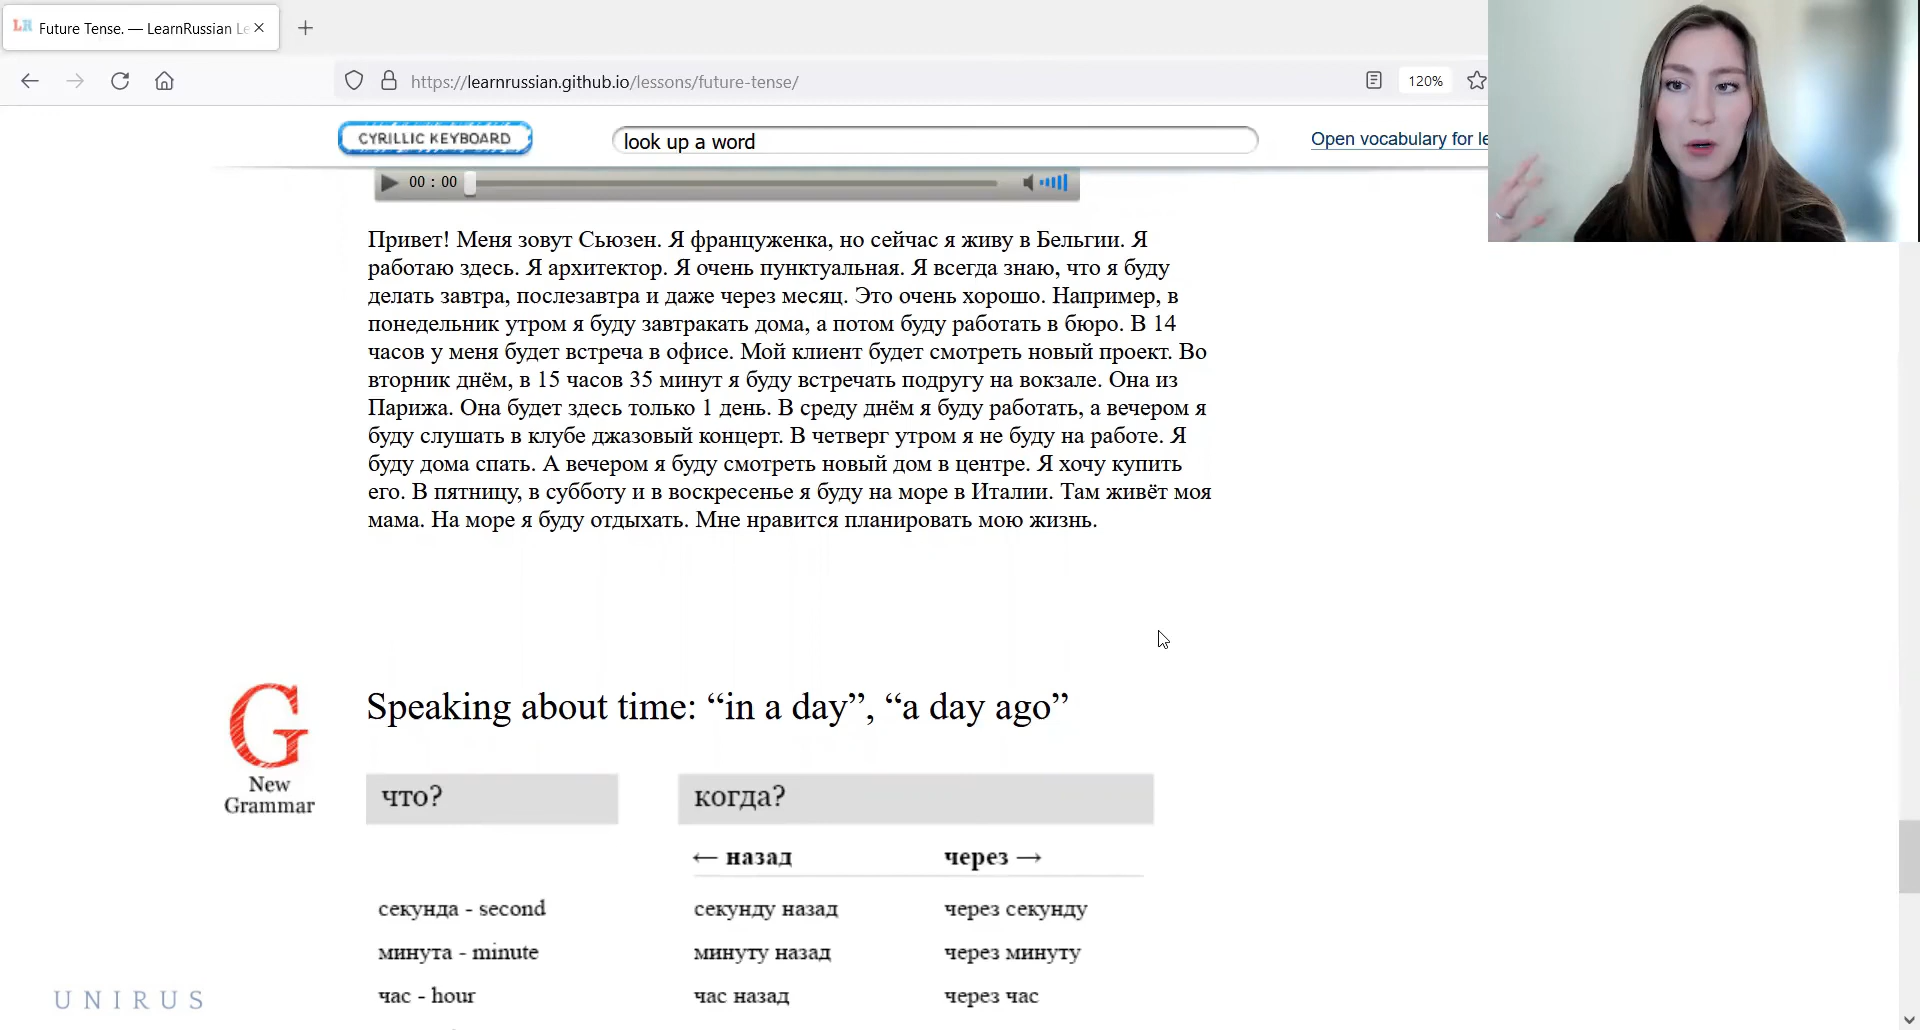 LR Future Tense. — LearnRussian Le
https://learnrussian.github.io/lessons/future-tense/
120%
CYRILLIC KEYBOARD
look up a word
Open vocabulary for le
00 : 00
Привет! Меня зовут Сьюзен. Я француженка, но сейчас я живу в Бельгии. Я
работаю здесь. Я архитектор. Я очень пунктуальная. Я всегда знаю, что я буду
делать завтра, послезавтра и даже через месяц. Это очень хорошо. Например, в
понедельник утром я буду завтракать дома, а потом буду работать в бюро. В 14
часов у меня будет встреча в офисе. Мой клиент будет смотреть новый проект. Во
вторник днём, в 15 часов 35 минут я буду встречать подругу на вокзале. Она из
Парижа. Она будет здесь только 1 день. В среду днём я буду работать, а вечером я
буду слушать в клубе джазовый концерт. В четверг утром я не буду на работе. Я
буду дома спать. А вечером я буду смотреть новый дом в центре. Я хочу купить
его. В пятницу, в субботу и в воскресенье я буду на море в Италии. Там живёт моя
мама. На море я буду отдыхать. Мне нравится планировать мою жизнь.
G
New
Grammar
Speaking about time: “in a day”, “a day ago”
что?
когда?
← назад
через →
секунда - second
секунду назад
через секунду
минута - minute
минуту назад
через минуту
час - hour
час назад
через час
UNIRUS